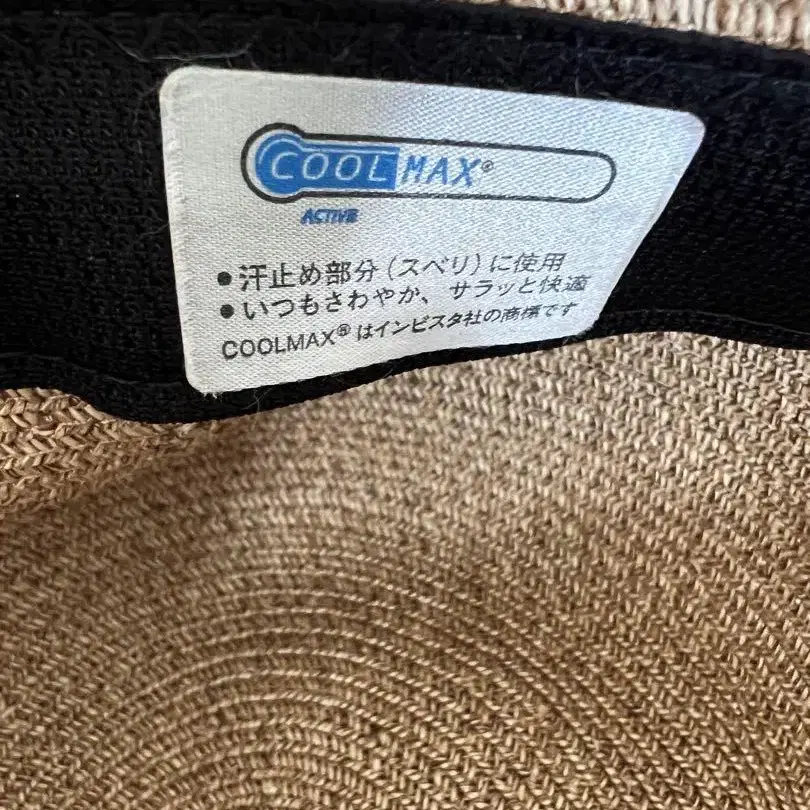 COOLMAX®
ACTIVE
●汗止め部分(スベリ)に使用
●いつもさわやか、サラッと快適
COOLMAX®はインビスタ社の商標です